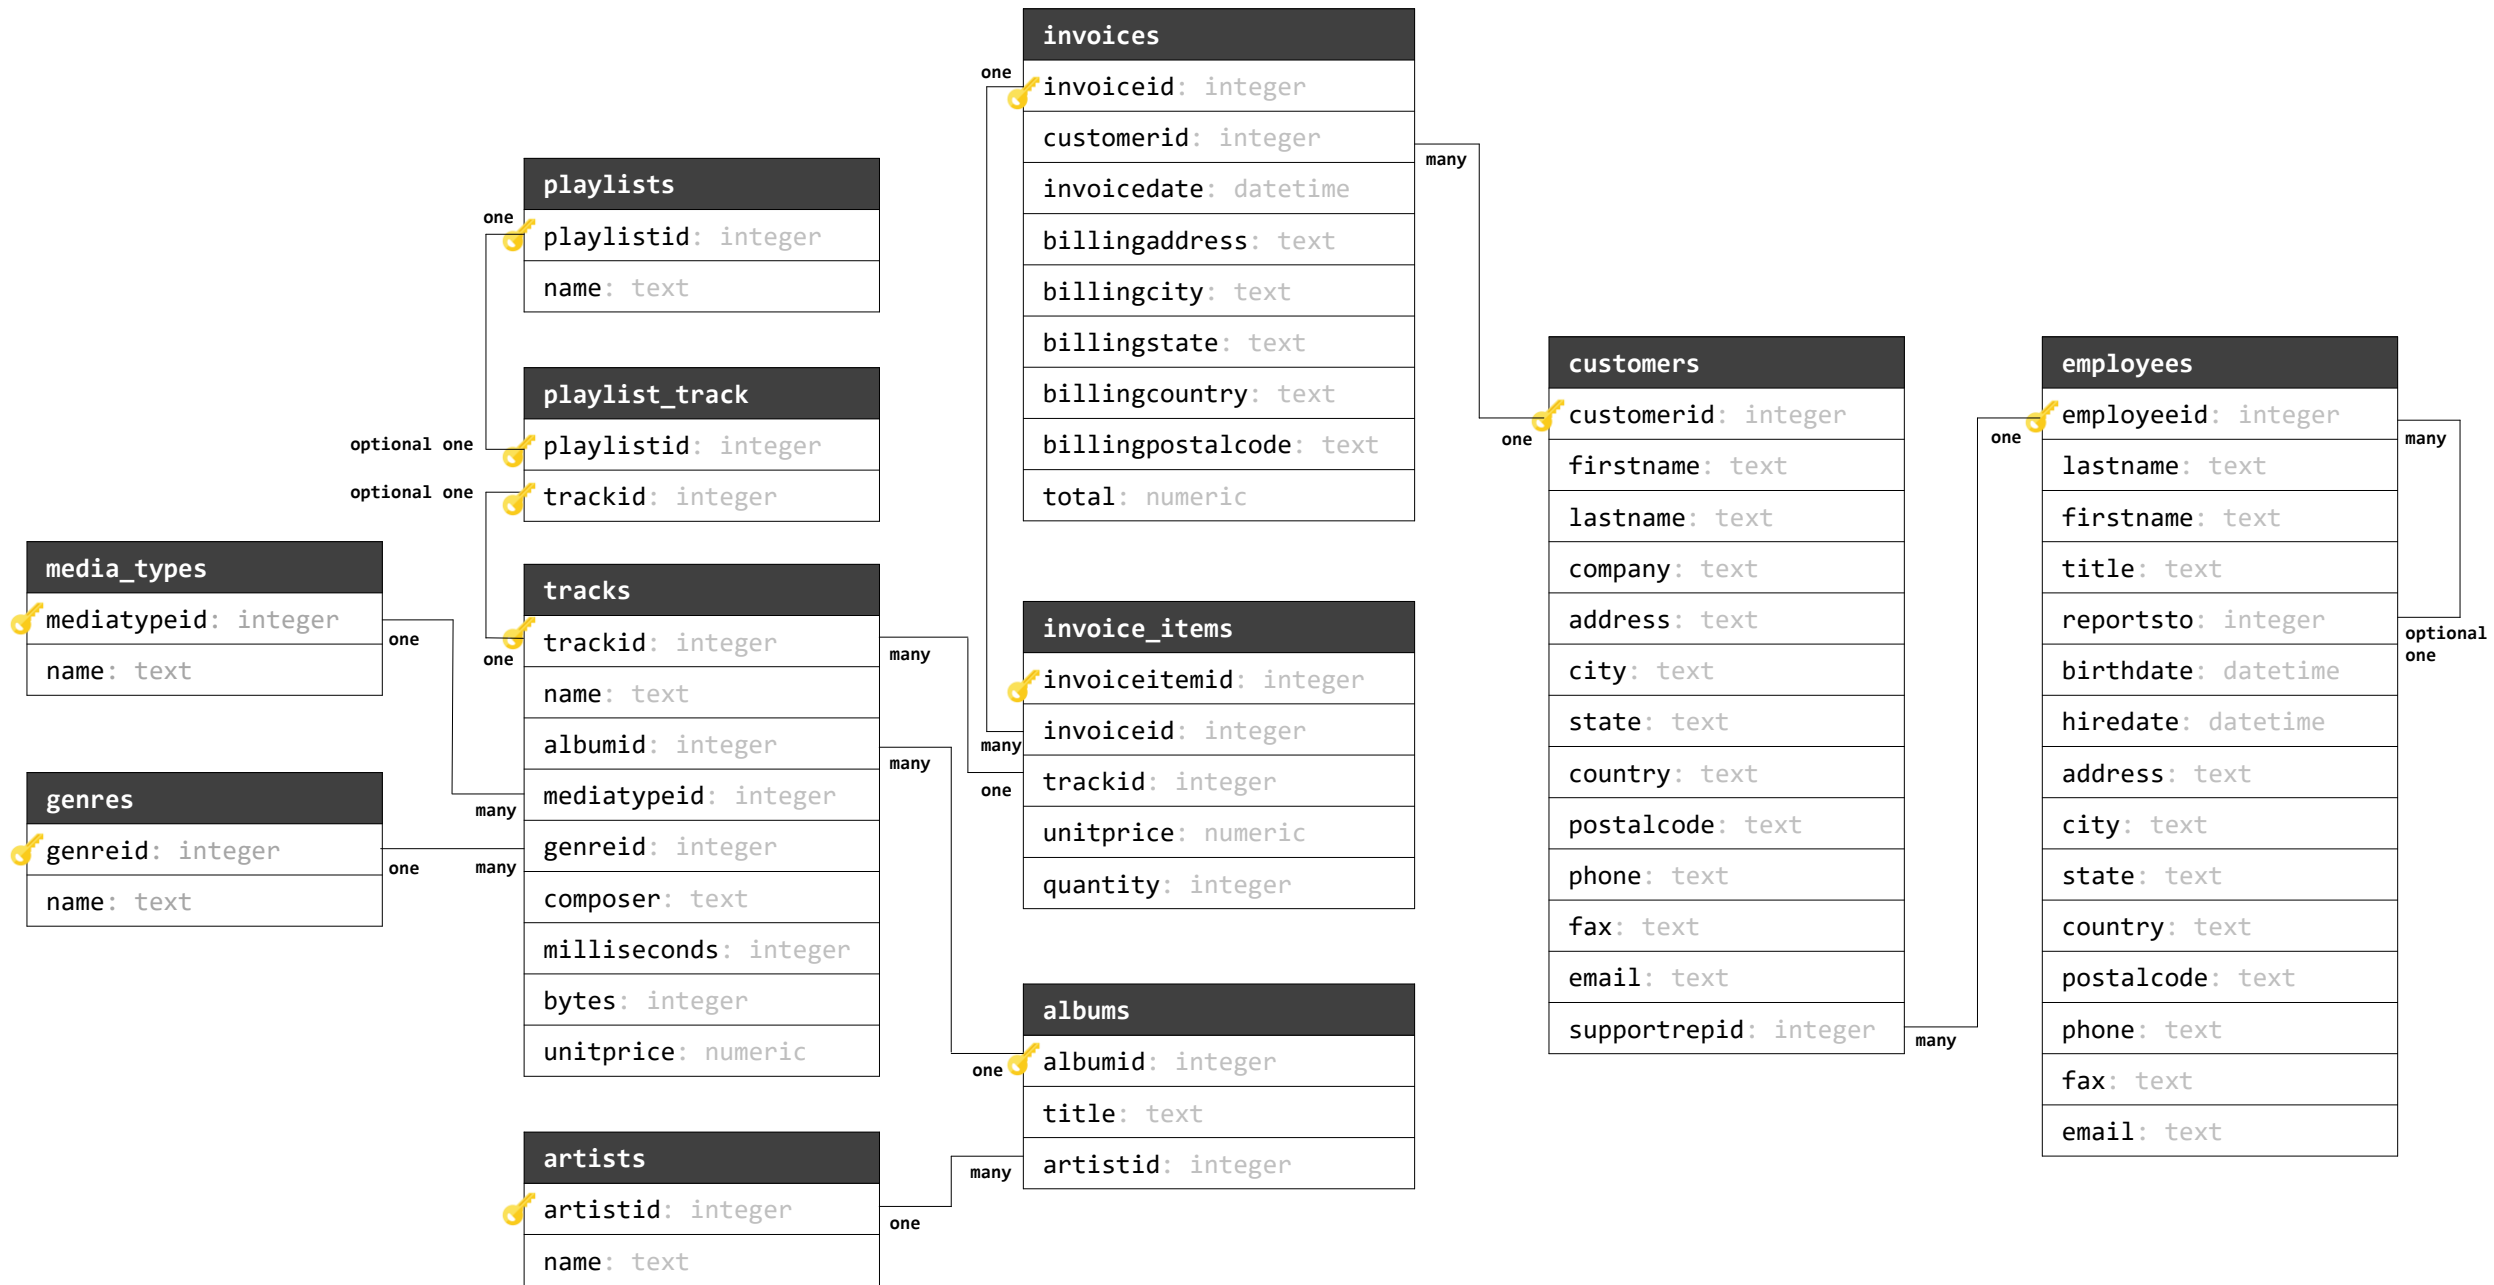 invoices
one
invoiceid: integer
customerid: integer
many
invoicedate: datetime
billingaddress: text
billingcity: text
billingstate: text
billingcountry: text
billingpostalcode: text
total: numeric
playlists
one
playlistid: integer
name: text
playlist_track
optional one
playlistid: integer
optional one
trackid: integer
media_types
mediatypeid: integer
one
name: text
genres
genreid: integer
one
name: text
tracks
one
trackid: integer
many
name: text
albumid: integer
many
mediatypeid: integer
many
genreid: integer
many
composer: text
milliseconds: integer
bytes: integer
unitprice: numeric
invoice_items
invoiceitemid: integer
invoiceid: integer
many
trackid: integer
one
unitprice: numeric
quantity: integer
albums
albumid: integer
one
title: text
artistid: integer
many
artists
artistid: integer
one
name: text
customers
customerid: integer
one
firstname: text
lastname: text
company: text
address: text
city: text
state: text
country: text
postalcode: text
phone: text
fax: text
email: text
supportrepid: integer
many
employees
employeeid: integer
one
many
lastname: text
firstname: text
title: text
reportsto: integer
optional
one
birthdate: datetime
hiredate: datetime
address: text
city: text
state: text
country: text
postalcode: text
phone: text
fax: text
email: text